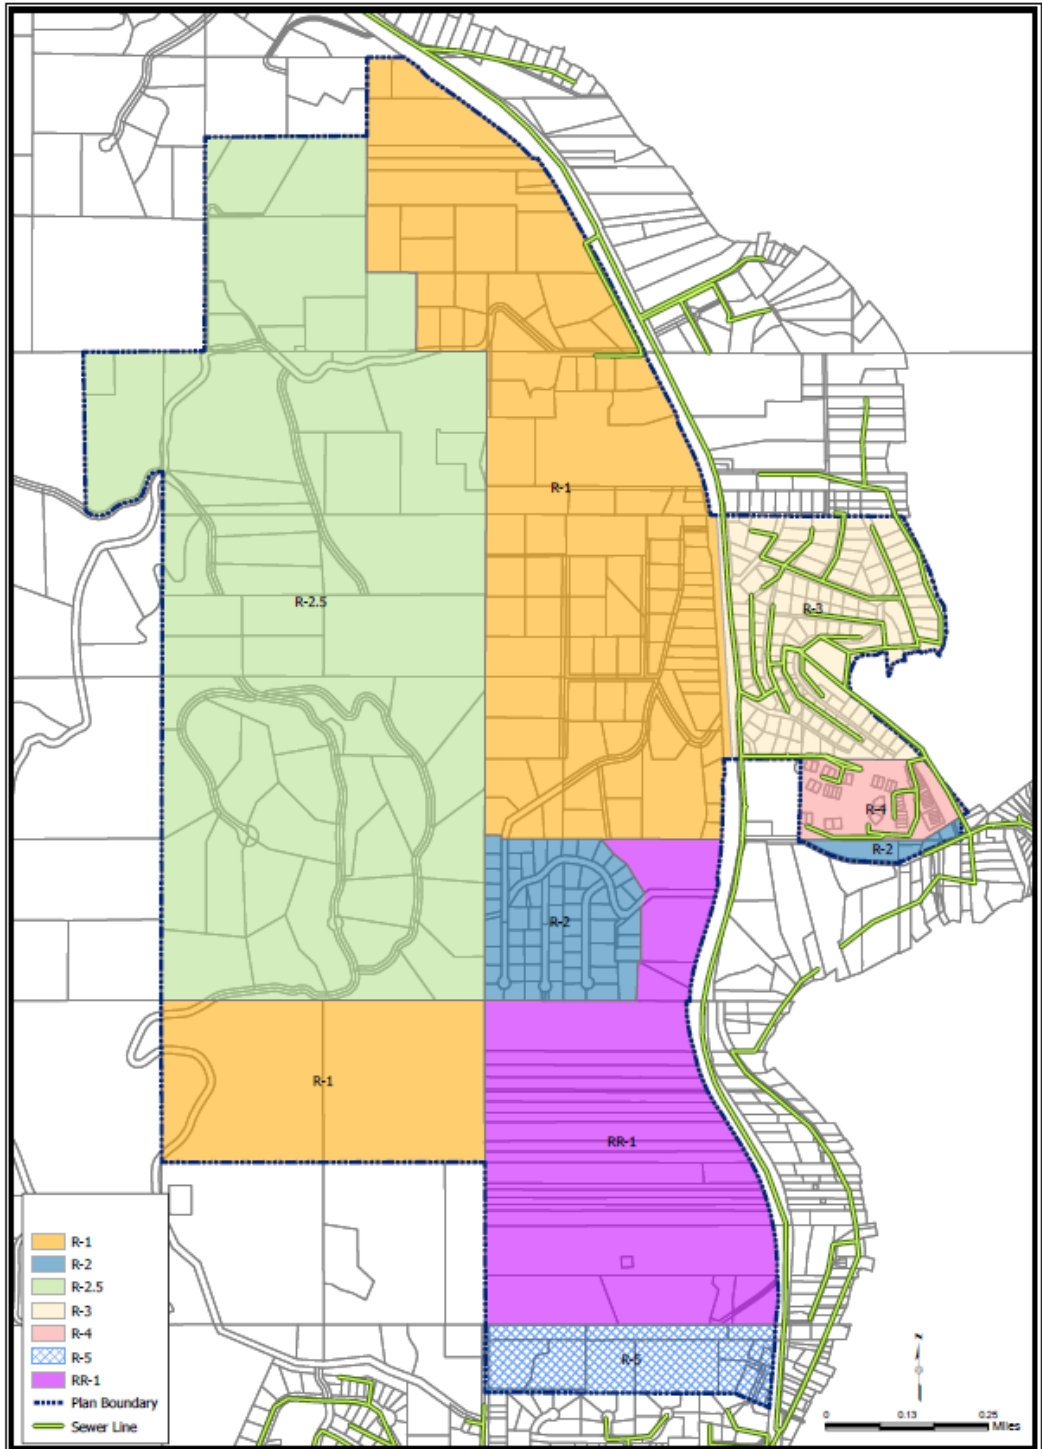 R-1
R-2.5
R-3
R-4
R-2
R-2
R-1
RR-1
R-5
R-1
R-2
R-2.5
R-3
R-4
R-5
RR-1
Plan Boundary
Sewer Line
N
0 0.13 0.25
Miles